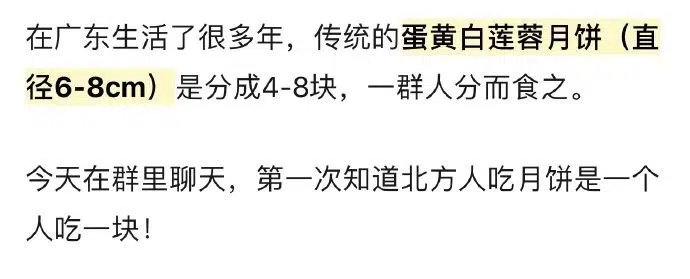 在广东生活了很多年，传统的蛋黄白莲蓉月饼（直
径6-8cm）是分成4-8块，一群人分而食之。
今天在群里聊天，第一次知道北方人吃月饼是一个
人吃一块！